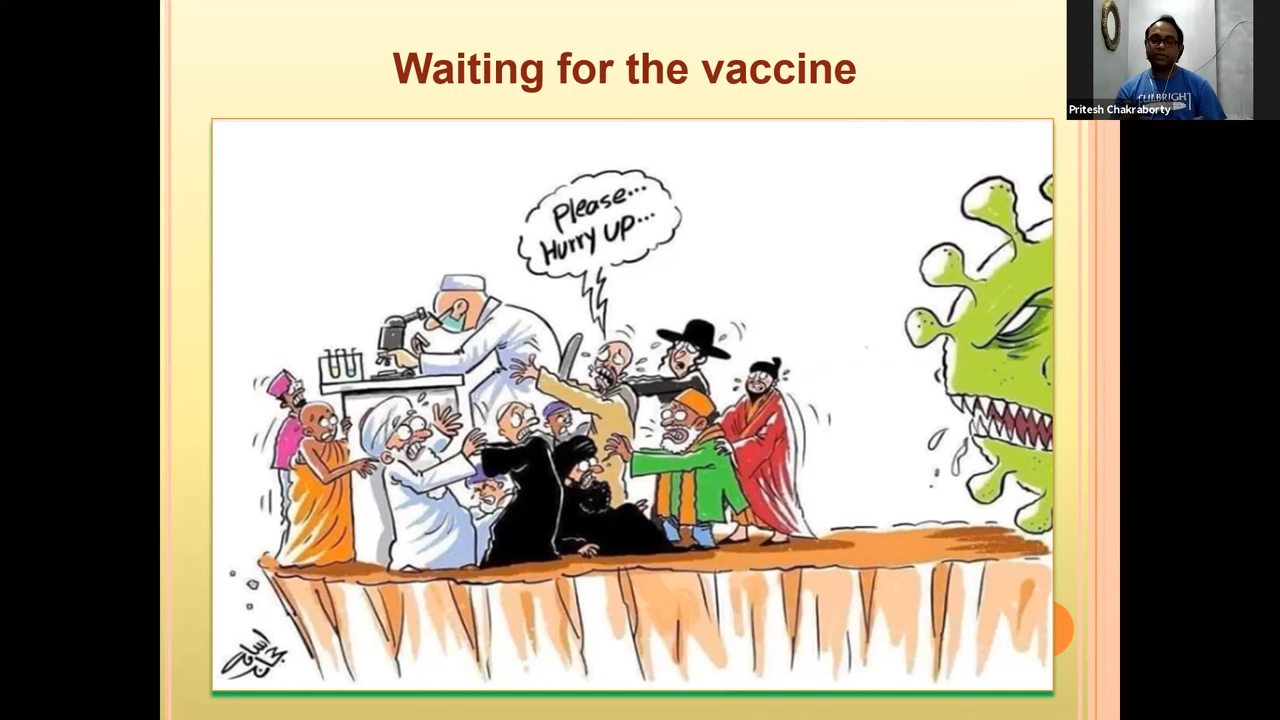 Waiting for the vaccine
Please...
Hurry up...
Pritesh Chakraborty